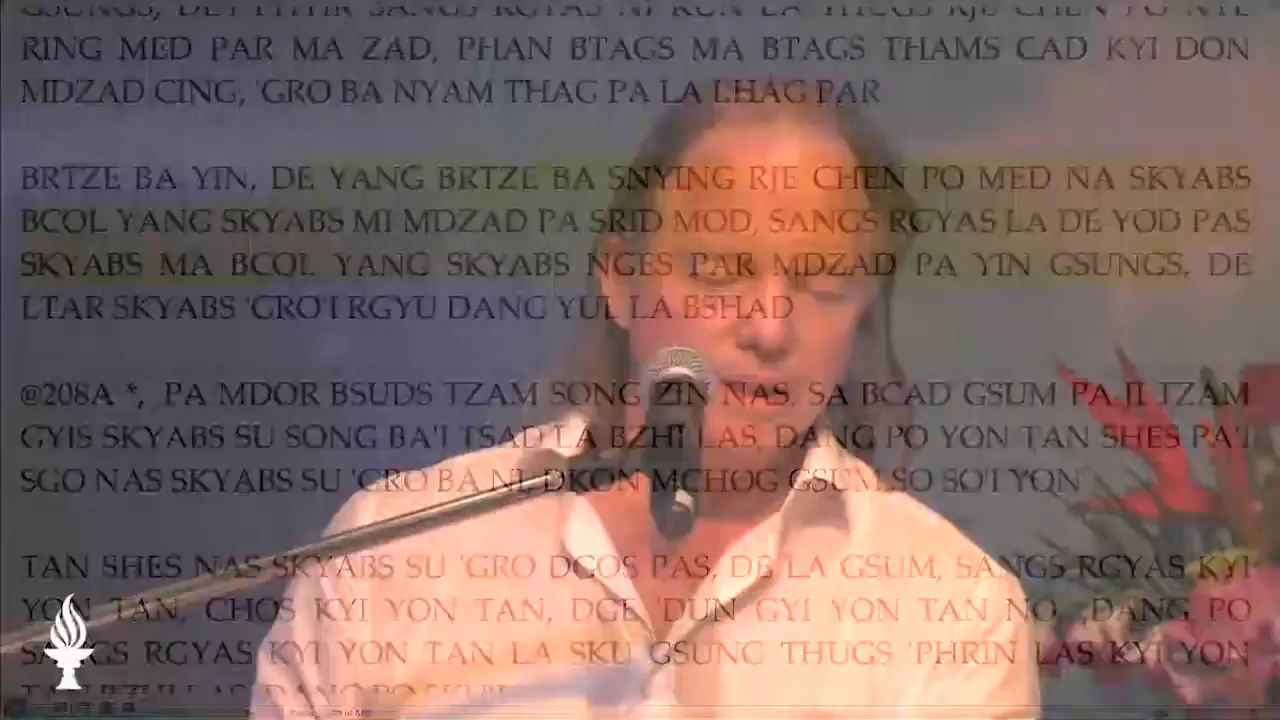 RING MED PAR MA ZAD, PHAN BTAGS MA BTAGS THAMS CAD KYI DON
MDZAD CING, 'GRO BA NYAM THAG PA LA LHAG PAR
BRTZE BA YIN, DE YANG BRTZE BA SNYING RJE CHEN PO MED NA SKYABS
BCOL YANG SKYABS MI MDZAD PA SRID MOD, SANGS RGYAS LA DE YOD PAS
SKYABS MA BCOL YANG SKYABS NGES PAR MDZAD PA YIN GSUNGS, DE
LTAR SKYABS 'GRO'I RGYU DANG YUL LA BSHAD
@208A *, PA MDOR BSUDS TZAM SONG ZIN NAS, SA BCAD GSUM PA JI TZAM
GYIS SKYABS SU SONG BA'I TSAD LA BZHI LAS, DANG PO YON TAN SHES PA'I
SGO NAS SKYABS SU 'GRO BA NI, DKON MCHOG GSUM SO SO'I YON
TAN SHES NAS SKYABS SU 'GRO DGOS PAS, DE LA GSUM, SANGS RGYAS KYI
YON TAN, CHOS KYI YON TAN, DGE 'DUN GYI YON TAN NO, DANG PO
SANGS RGYAS KYI YON TAN LA SKU GSUNG THUGS 'PHRIN LAS KYI YON